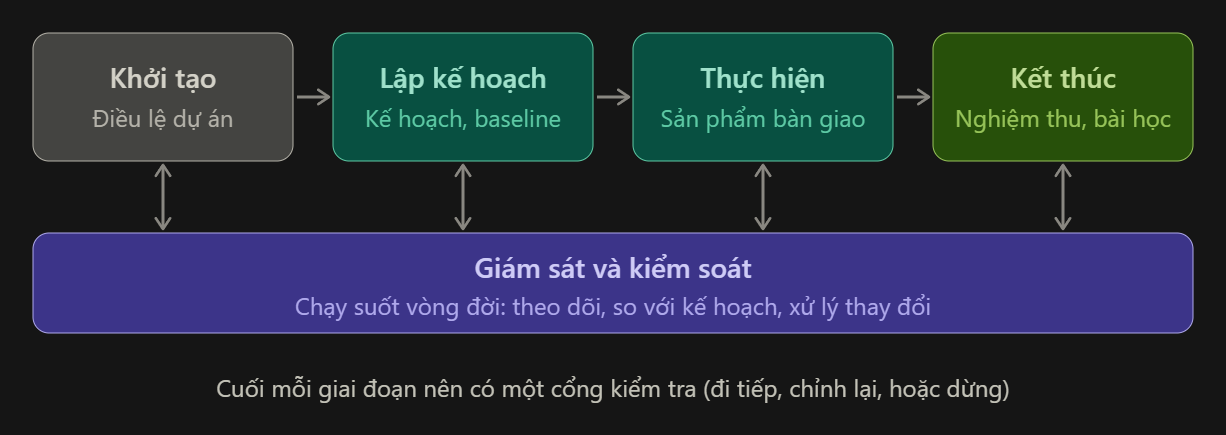 Khởi tạo
Điều lệ dự án
Lập kế hoạch
Kế hoạch, baseline
Thực hiện
Sản phẩm bàn giao
Kết thúc
Nghiệm thu, bài học
Giám sát và kiểm soát
Chạy suốt vòng đời: theo dõi, so với kế hoạch, xử lý thay đổi
Cuối mỗi giai đoạn nên có một cổng kiểm tra (đi tiếp, chỉnh lại, hoặc dừng)